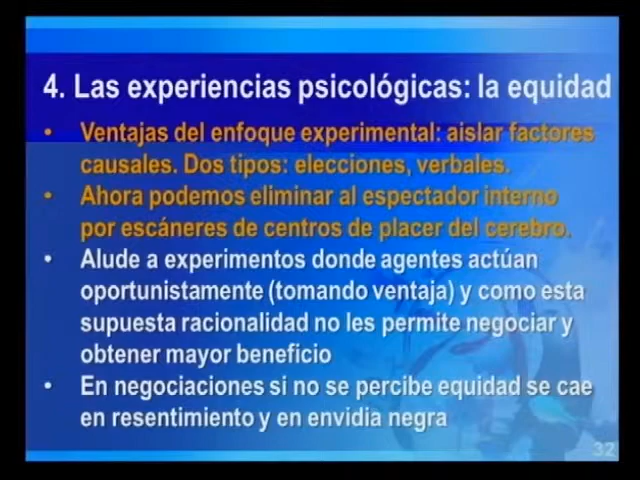 4. Las experiencias psicológicas: la equidad
• Ventajas del enfoque experimental: aislar factores
causales. Dos tipos: elecciones, verbales.
• Ahora podemos eliminar al espectador interno
por escáneres de centros de placer del cerebro.
• Alude a experimentos donde agentes actúan
oportunistamente (tomando ventaja) y como esta
supuesta racionalidad no les permite negociar y
obtener mayor beneficio
• En negociaciones si no se percibe equidad se cae
en resentimiento y en envidia negra
32